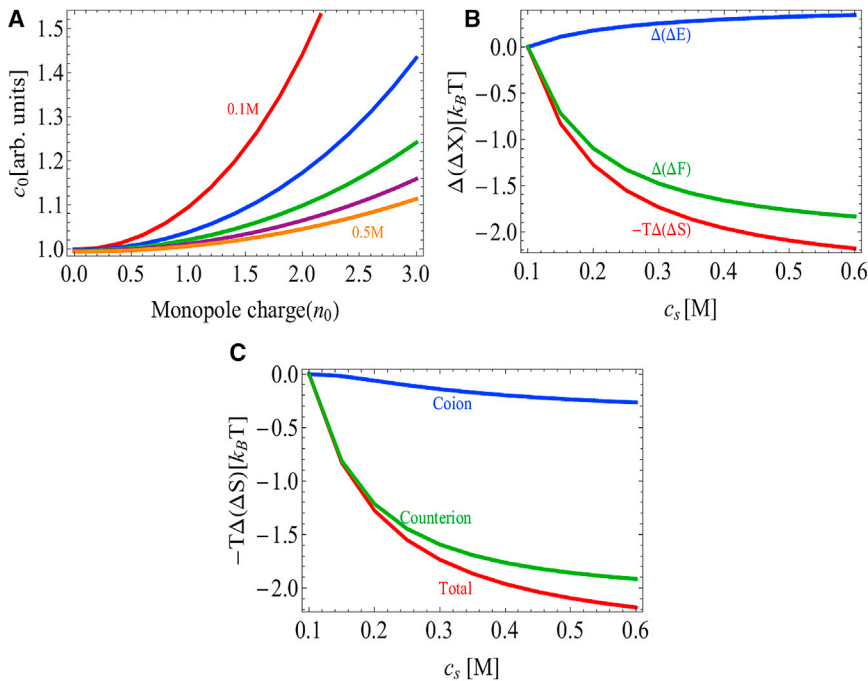 A
c₀[arb. units]
1.5
1.4
1.3
1.2
1.1
1.0
0.1M
0.5M
0.0 0.5 1.0 1.5 2.0 2.5 3.0
Monopole charge(n₀)
B
Δ(ΔX)[k_BT]
0.0
−0.5
−1.0
−1.5
−2.0
Δ(ΔE)
Δ(ΔF)
−TΔ(ΔS)
0.1 0.2 0.3 0.4 0.5 0.6
c_s [M]
C
−TΔ(ΔS)[k_BT]
0.0
−0.5
−1.0
−1.5
−2.0
Coion
Counterion
Total
0.1 0.2 0.3 0.4 0.5 0.6
c_s [M]